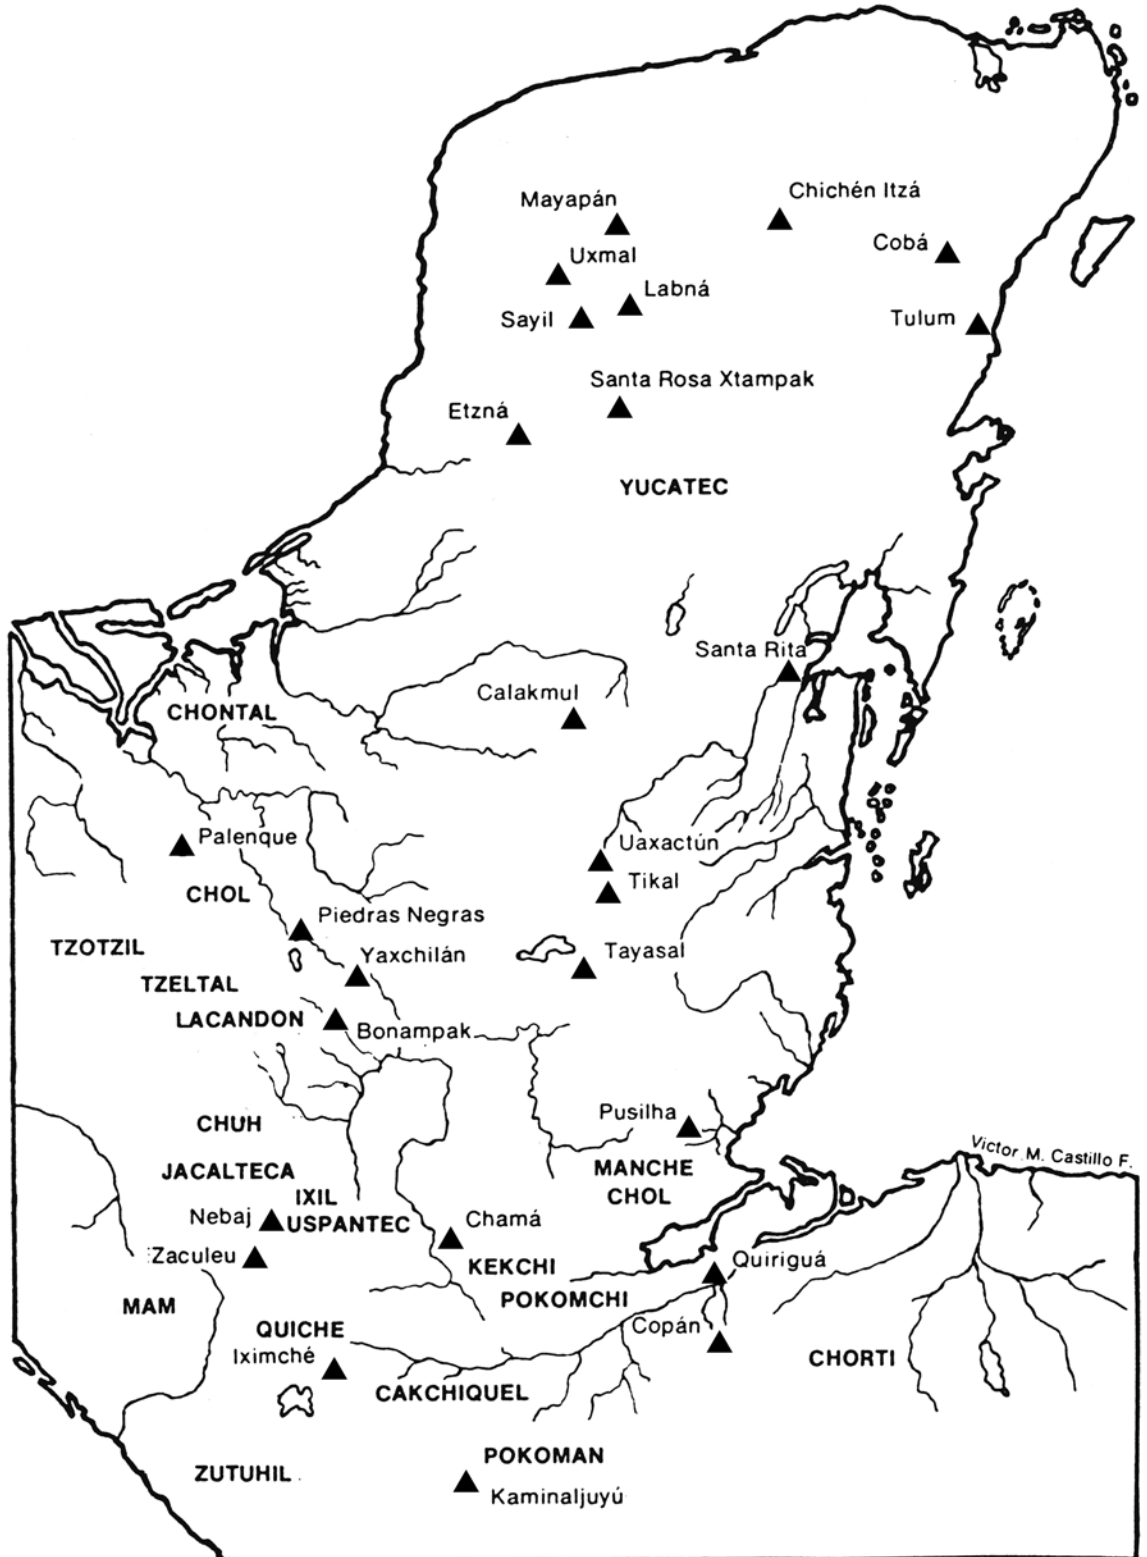 Mayapán
Chichén Itzá
Uxmal
Cobá
Labná
Sayil
Tulum
Santa Rosa Xtampak
Etzná
YUCATEC
Santa Rita
Calakmul
CHONTAL
Palenque
Uaxactún
Tikal
CHOL
Piedras Negras
TZOTZIL
Yaxchilán
Tayasal
TZELTAL
LACANDON
Bonampak
Pusilha
CHUH
Victor M. Castillo F.
JACALTECA
MANCHE
CHOL
IXIL
Nebaj
USPANTEC
Chamá
Zaculeu
KEKCHI
Quiriguá
MAM
POKOMCHI
QUICHE
Copán
Iximché
CHORTI
CAKCHIQUEL
POKOMAN
ZUTUHIL
Kaminaljuyú